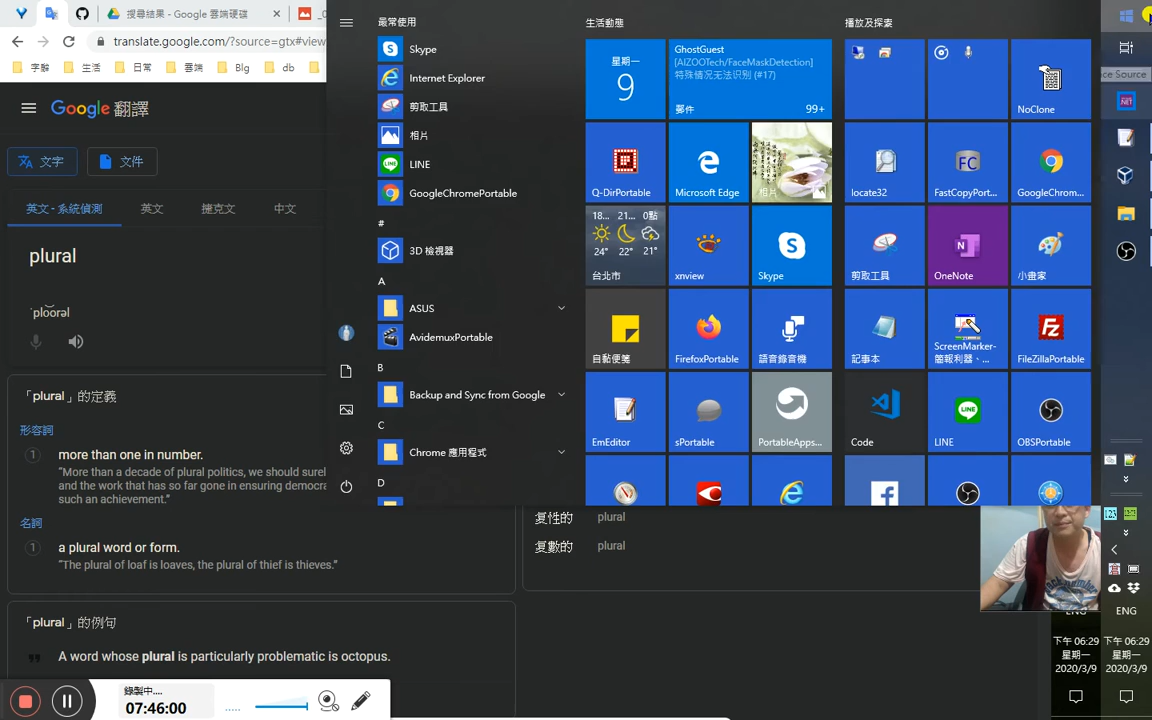 搜尋結果 - Google 雲端硬碟
translate.google.com/?source=gtx#view
字辭
生活
日常
雲端
Blg
db
Google 翻譯
文字
文件
英文 - 系統偵測
英文
捷克文
中文
plural
ˈplo͝orəl
「plural」的定義
形容詞
1
more than one in number.
"More than a decade of plural politics, we should surel
and the work that has so far gone in ensuring democra
such an achievement."
名詞
1
a plural word or form.
"The plural of loaf is loaves, the plural of thief is thieves."
「plural」的例句
A word whose plural is particularly problematic is octopus.
錄製中....
07:46:00
最常使用
Skype
Internet Explorer
剪取工具
相片
LINE
GoogleChromePortable
#
3D 檢視器
A
ASUS
AvidemuxPortable
B
Backup and Sync from Google
C
Chrome 應用程式
D
生活動態
星期一
9
GhostGuest
[AIZOOTech/FaceMaskDetection]
特殊情况无法识别 (#17)
郵件
99+
Q-DirPortable
Microsoft Edge
相片
18... 21... 0點
24° 22° 21°
台北市
xnview
Skype
自黏便箋
FirefoxPortable
語音錄音機
EmEditor
sPortable
PortableApps...
播放及探索
NoClone
locate32
FastCopyPort...
GoogleChrom...
剪取工具
OneNote
小畫家
記事本
ScreenMarker-
簡報利器、...
FileZillaPortable
Code
LINE
OBSPortable
复性的
plural
复數的
plural
ce Source
.NET
ENG
ENG
下午 06:29
星期一
2020/3/9
下午 06:29
星期一
2020/3/9